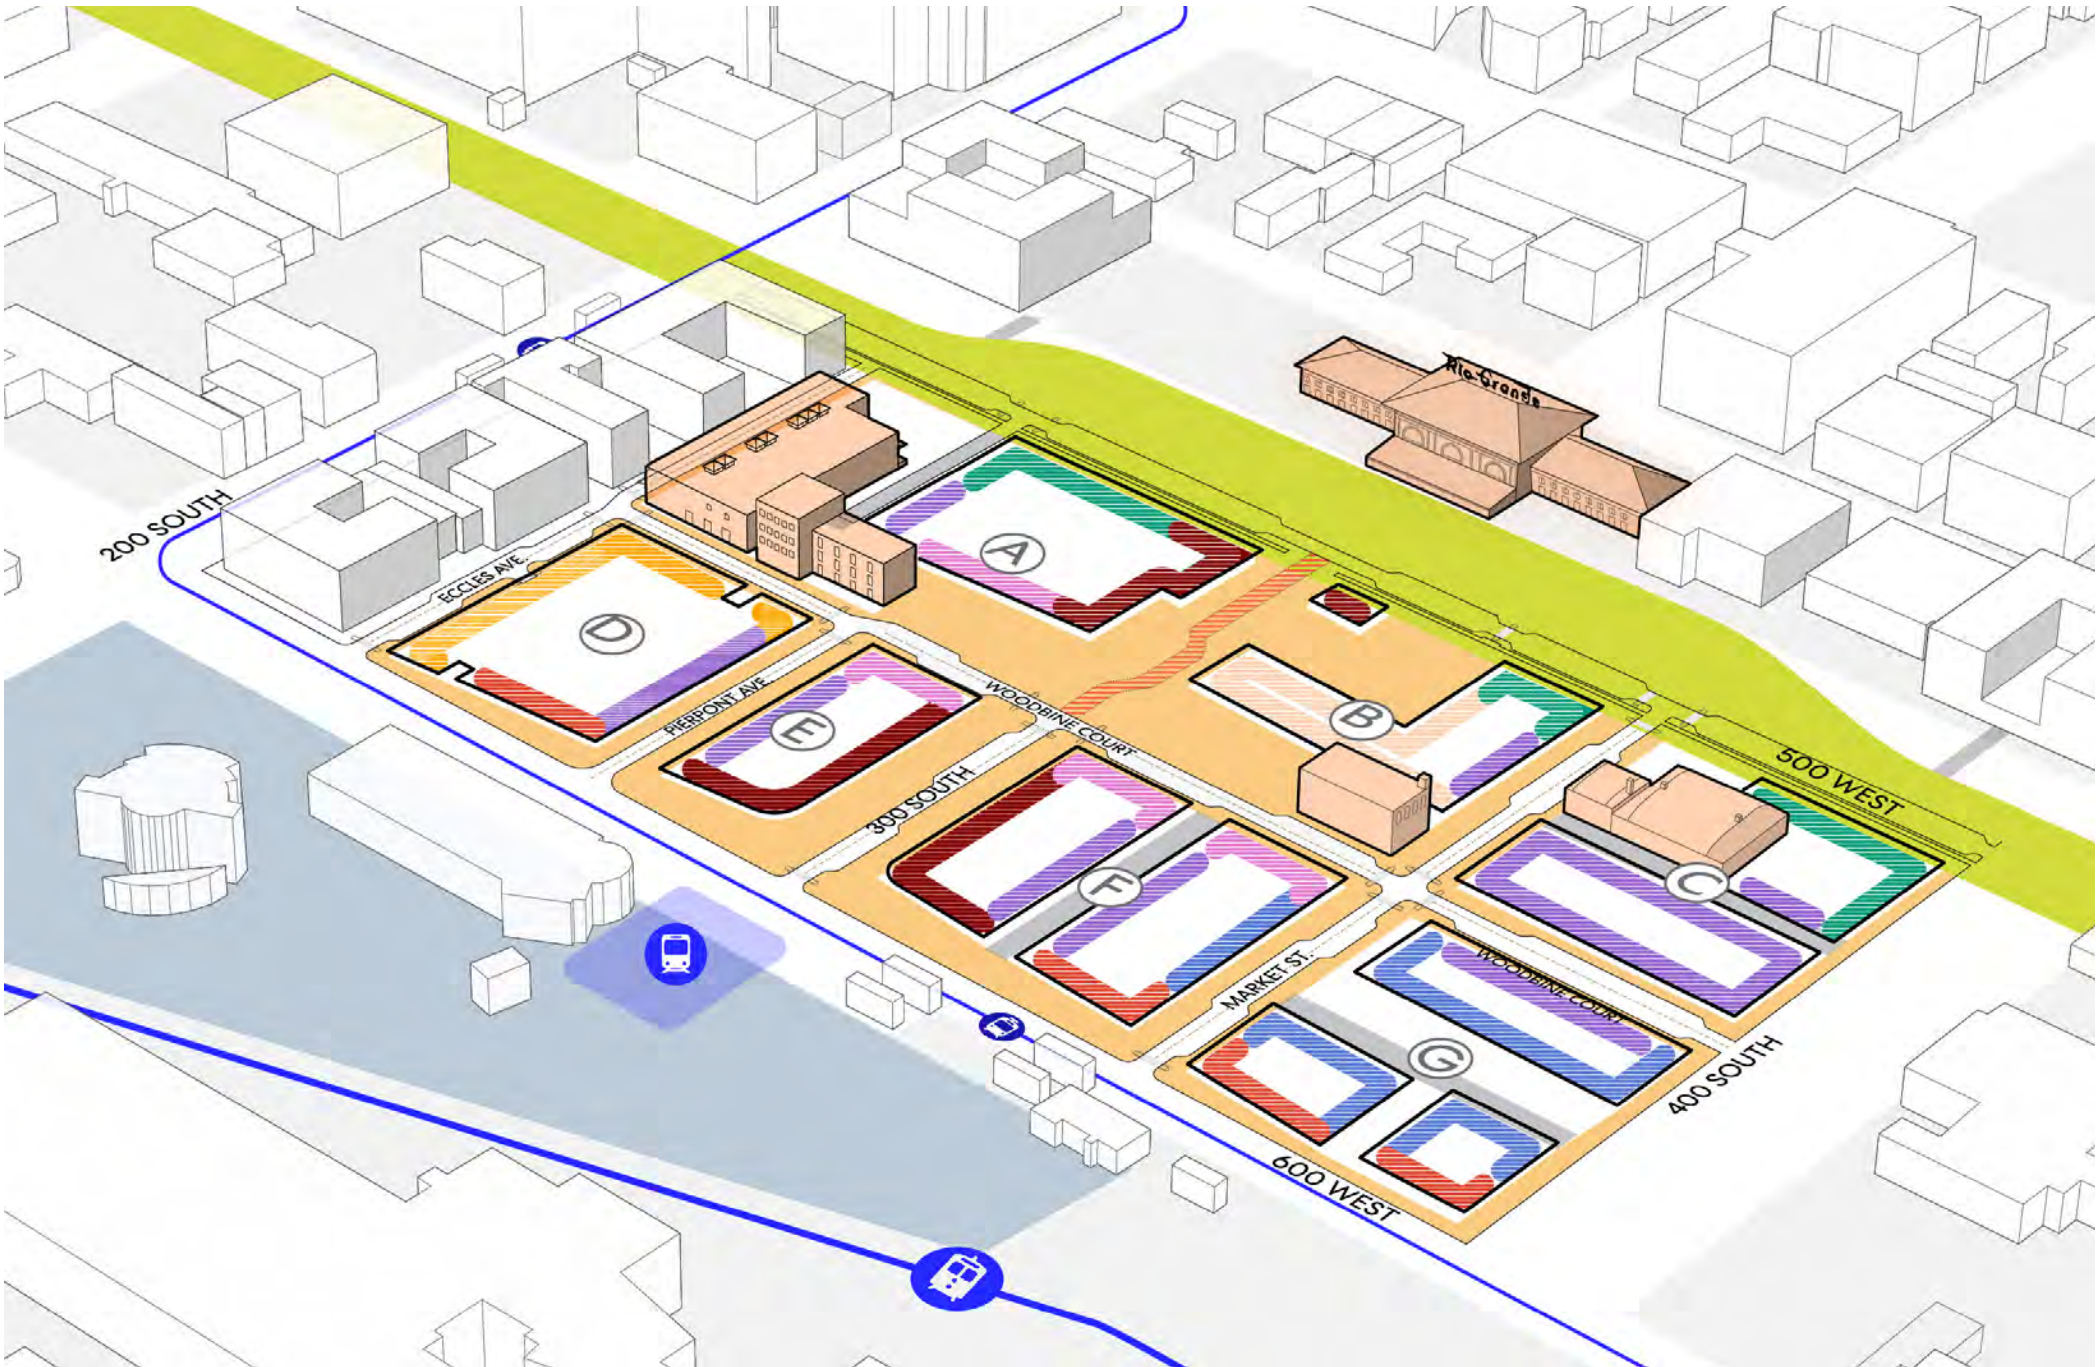 Rio Grande
200 SOUTH
ECCLES AVE.
A
D
PIERPONT AVE.
E
WOODBINE COURT
B
300 SOUTH
500 WEST
F
C
MARKET ST.
WOODBINE COURT
G
400 SOUTH
600 WEST